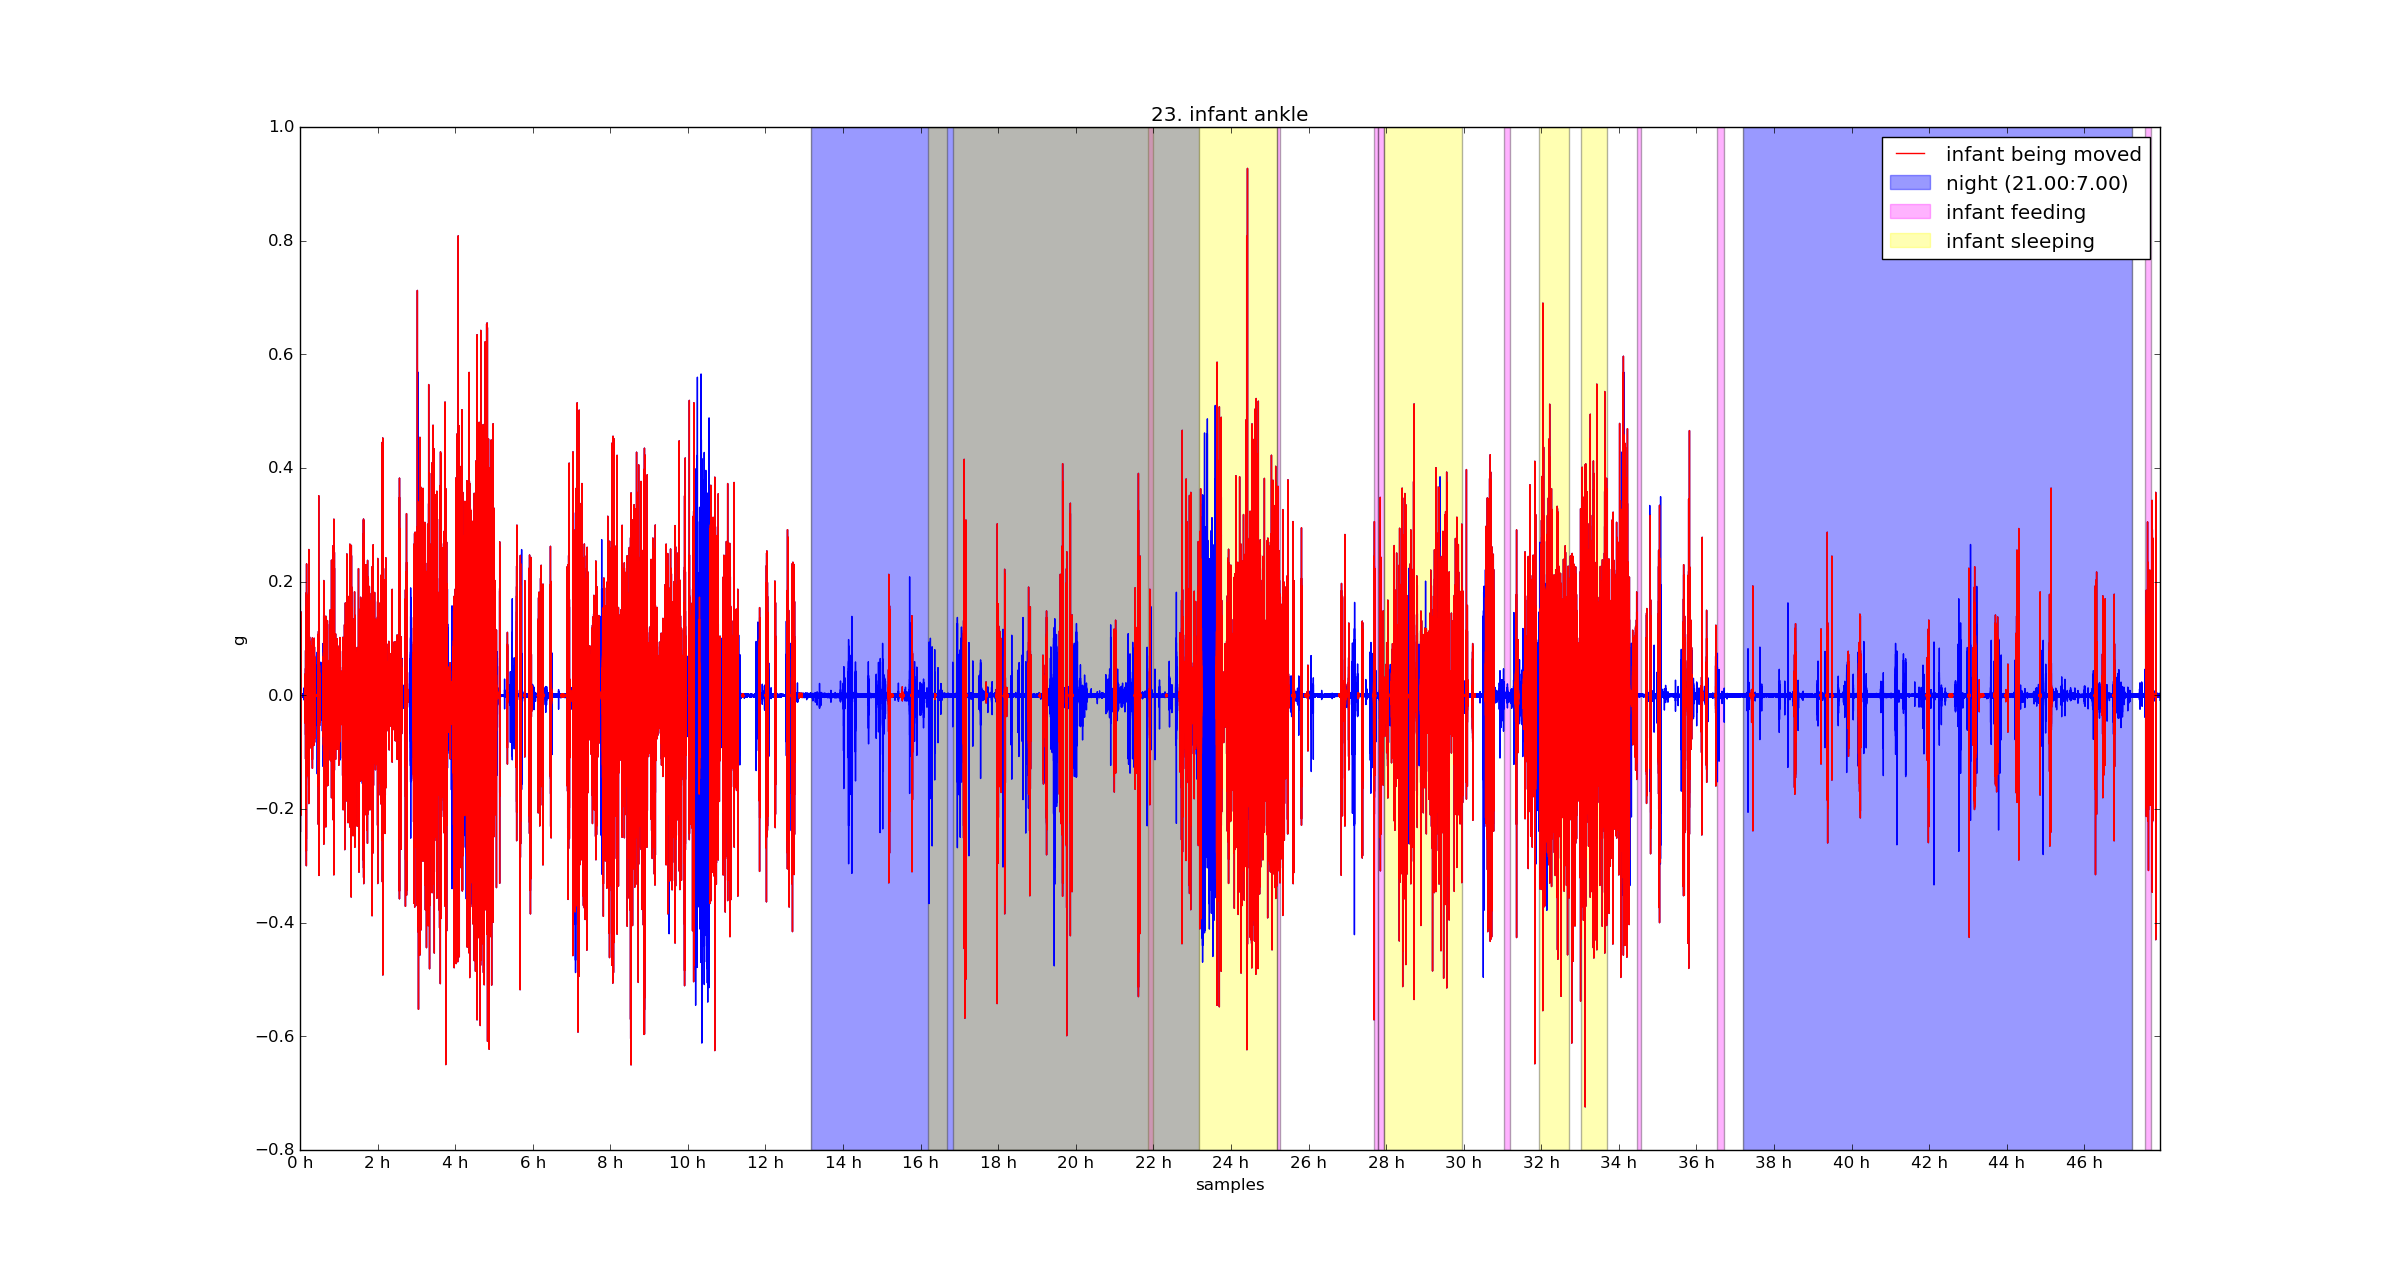 23. infant ankle
1.0
0.8
0.6
0.4
0.2
0.0
−0.2
−0.4
−0.6
−0.8
g
infant being moved
night (21.00:7.00)
infant feeding
infant sleeping
0 h 2 h 4 h 6 h 8 h 10 h 12 h 14 h 16 h 18 h 20 h 22 h 24 h 26 h 28 h 30 h 32 h 34 h 36 h 38 h 40 h 42 h 44 h 46 h
samples